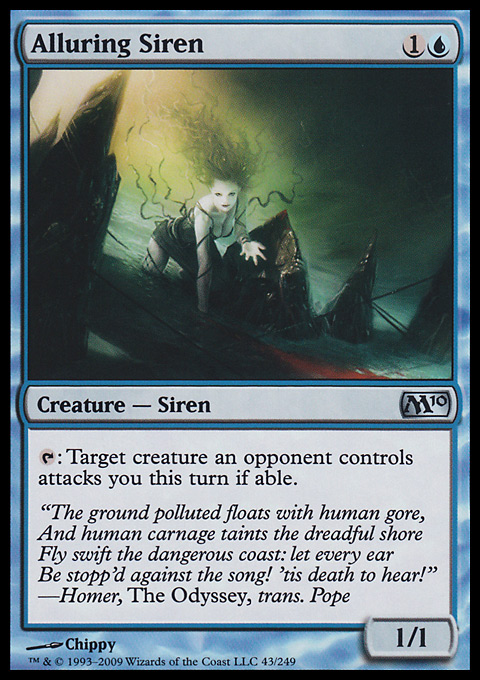 Alluring Siren 1
Creature — Siren M10
: Target creature an opponent controls
attacks you this turn if able.
“The ground polluted floats with human gore,
And human carnage taints the dreadful shore
Fly swift the dangerous coast: let every ear
Be stopp’d against the song! ’tis death to hear!”
—Homer, The Odyssey, trans. Pope
1/1
Chippy
™ & © 1993–2009 Wizards of the Coast LLC 43/249